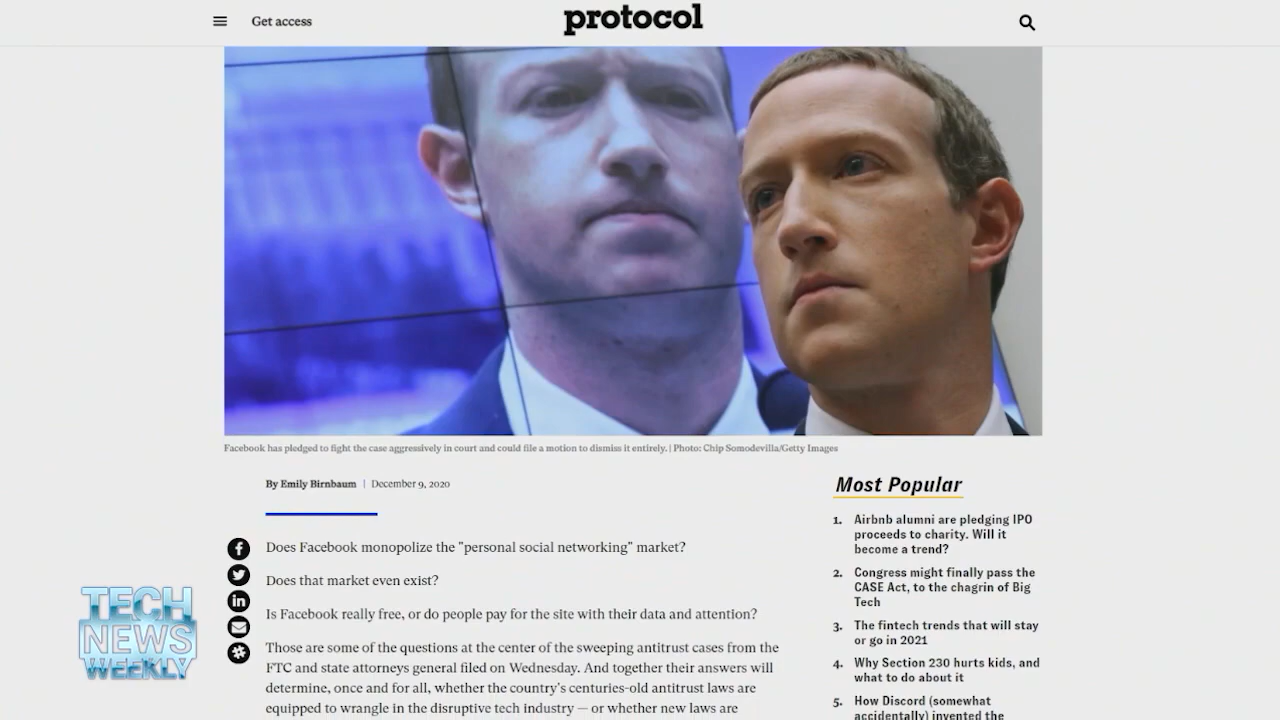 Get access
protocol
Facebook has pledged to fight the case aggressively in court and could file a motion to dismiss it entirely. | Photo: Chip Somodevilla/Getty Images
By Emily Birnbaum | December 9, 2020
Does Facebook monopolize the "personal social networking" market?
Does that market even exist?
Is Facebook really free, or do people pay for the site with their data and attention?
Those are some of the questions at the center of the sweeping antitrust cases from the
FTC and state attorneys general filed on Wednesday. And together their answers will
determine, once and for all, whether the country's centuries-old antitrust laws are
equipped to wrangle in the disruptive tech industry — or whether new laws are
Most Popular
1. Airbnb alumni are pledging IPO
proceeds to charity. Will it
become a trend?
2. Congress might finally pass the
CASE Act, to the chagrin of Big
Tech
3. The fintech trends that will stay
or go in 2021
4. Why Section 230 hurts kids, and
what to do about it
5. How Discord (somewhat
accidentally) invented the
TECH
NEWS
WEEKLY